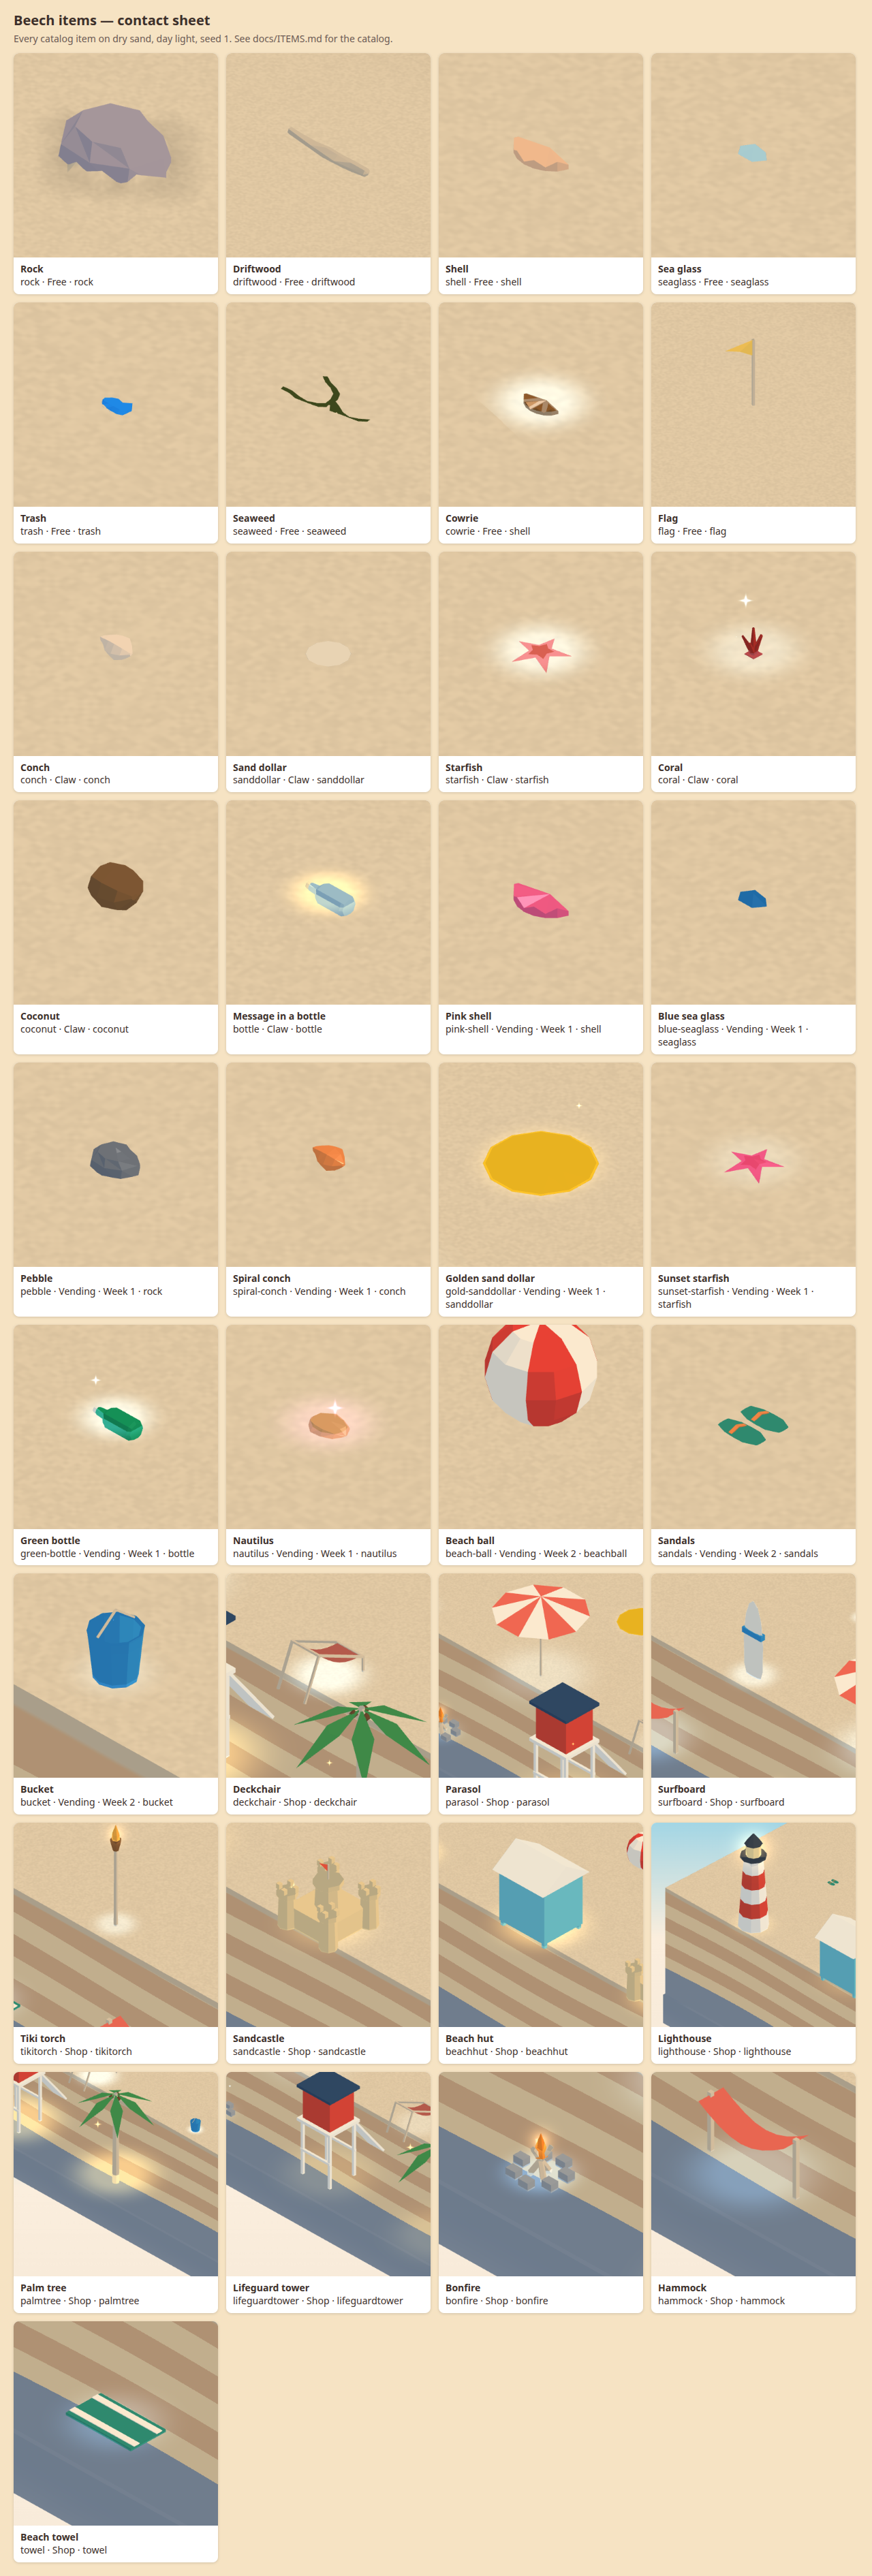 Beech items — contact sheet
Every catalog item on dry sand, day light, seed 1. See docs/ITEMS.md for the catalog.
Rock
rock · Free · rock
Driftwood
driftwood · Free · driftwood
Shell
shell · Free · shell
Sea glass
seaglass · Free · seaglass
Trash
trash · Free · trash
Seaweed
seaweed · Free · seaweed
Cowrie
cowrie · Free · shell
Flag
flag · Free · flag
Conch
conch · Claw · conch
Sand dollar
sanddollar · Claw · sanddollar
Starfish
starfish · Claw · starfish
Coral
coral · Claw · coral
Coconut
coconut · Claw · coconut
Message in a bottle
bottle · Claw · bottle
Pink shell
pink-shell · Vending · Week 1 · shell
Blue sea glass
blue-seaglass · Vending · Week 1 ·
seaglass
Pebble
pebble · Vending · Week 1 · rock
Spiral conch
spiral-conch · Vending · Week 1 · conch
Golden sand dollar
gold-sanddollar · Vending · Week 1 ·
sanddollar
Sunset starfish
sunset-starfish · Vending · Week 1 ·
starfish
Green bottle
green-bottle · Vending · Week 1 · bottle
Nautilus
nautilus · Vending · Week 1 · nautilus
Beach ball
beach-ball · Vending · Week 2 · beachball
Sandals
sandals · Vending · Week 2 · sandals
Bucket
bucket · Vending · Week 2 · bucket
Deckchair
deckchair · Shop · deckchair
Parasol
parasol · Shop · parasol
Surfboard
surfboard · Shop · surfboard
Tiki torch
tikitorch · Shop · tikitorch
Sandcastle
sandcastle · Shop · sandcastle
Beach hut
beachhut · Shop · beachhut
Lighthouse
lighthouse · Shop · lighthouse
Palm tree
palmtree · Shop · palmtree
Lifeguard tower
lifeguardtower · Shop · lifeguardtower
Bonfire
bonfire · Shop · bonfire
Hammock
hammock · Shop · hammock
Beach towel
towel · Shop · towel